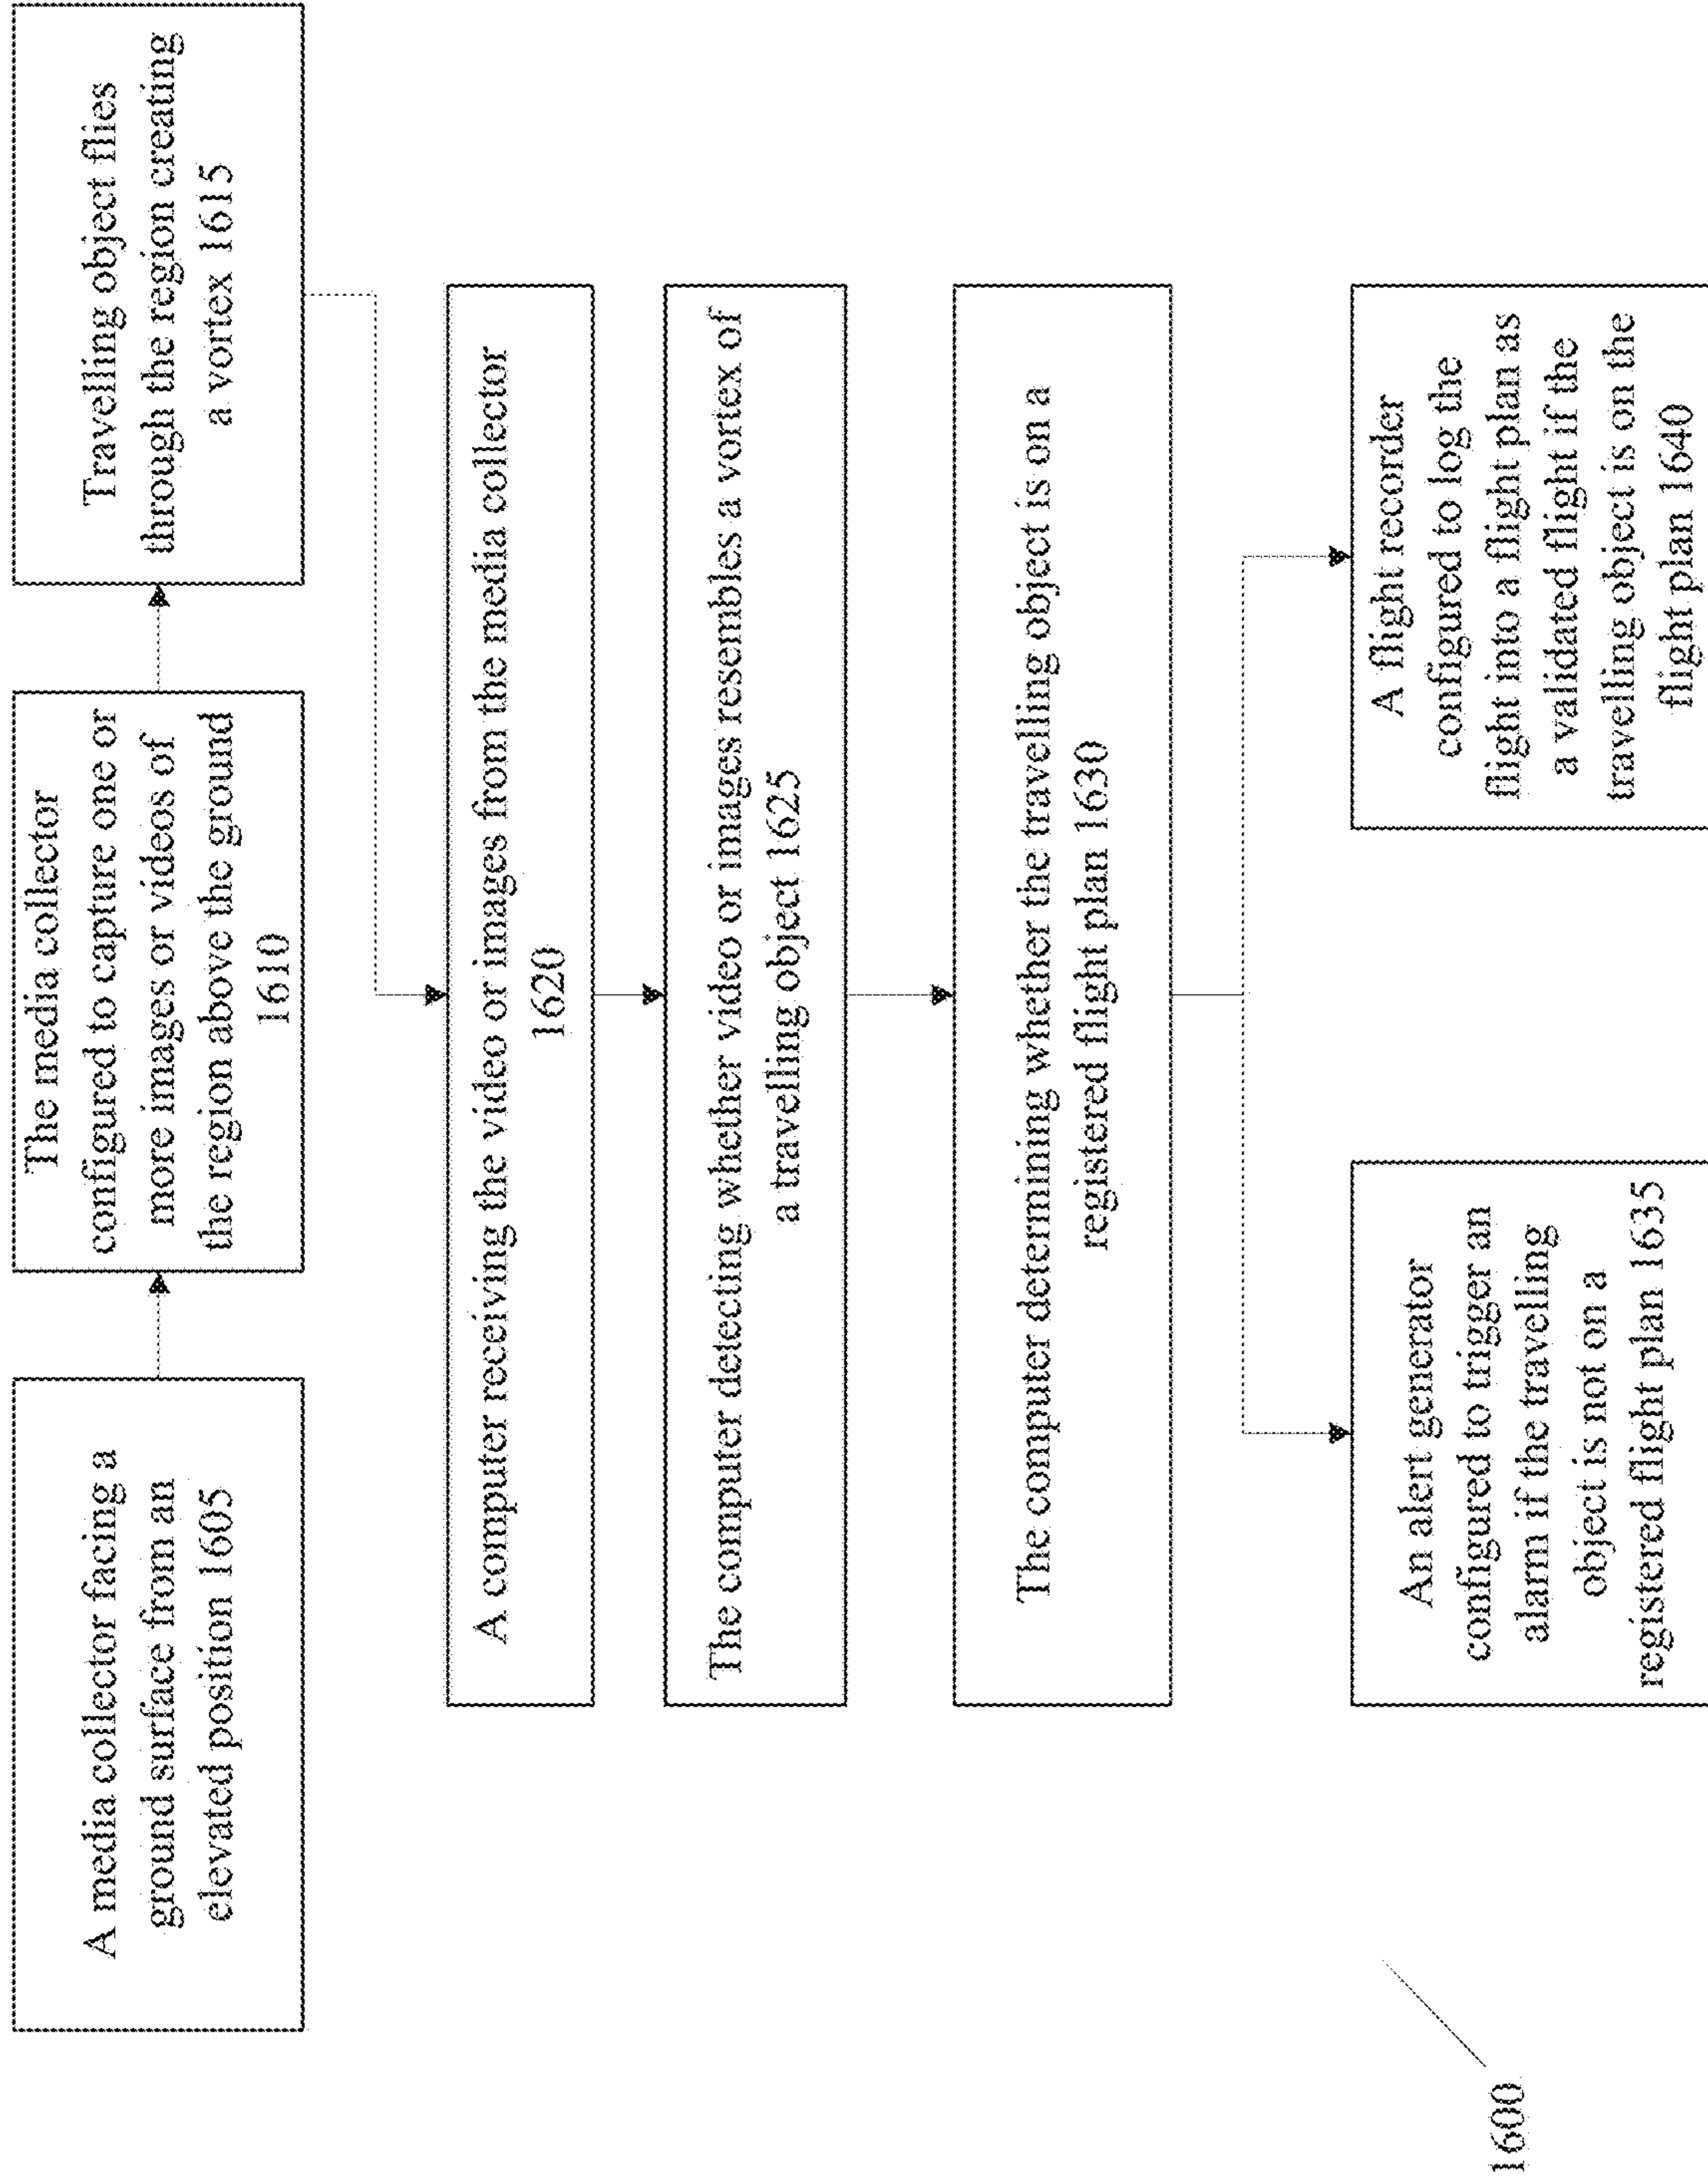 A media collector facing a
ground surface from an
elevated position 1605
The media collector
configured to capture one or
more images or videos of
the region above the ground
1610
Travelling object flies
through the region creating
a vortex 1615
A computer receiving the video or images from the media collector
1620
The computer detecting whether video or images resembles a vortex of
a travelling object 1625
The computer determining whether the travelling object is on a
registered flight plan 1630
An alert generator
configured to trigger an
alarm if the travelling
object is not on a
registered flight plan 1635
A flight recorder
configured to log the
flight into a flight plan as
a validated flight if the
travelling object is on the
flight plan 1640
1600